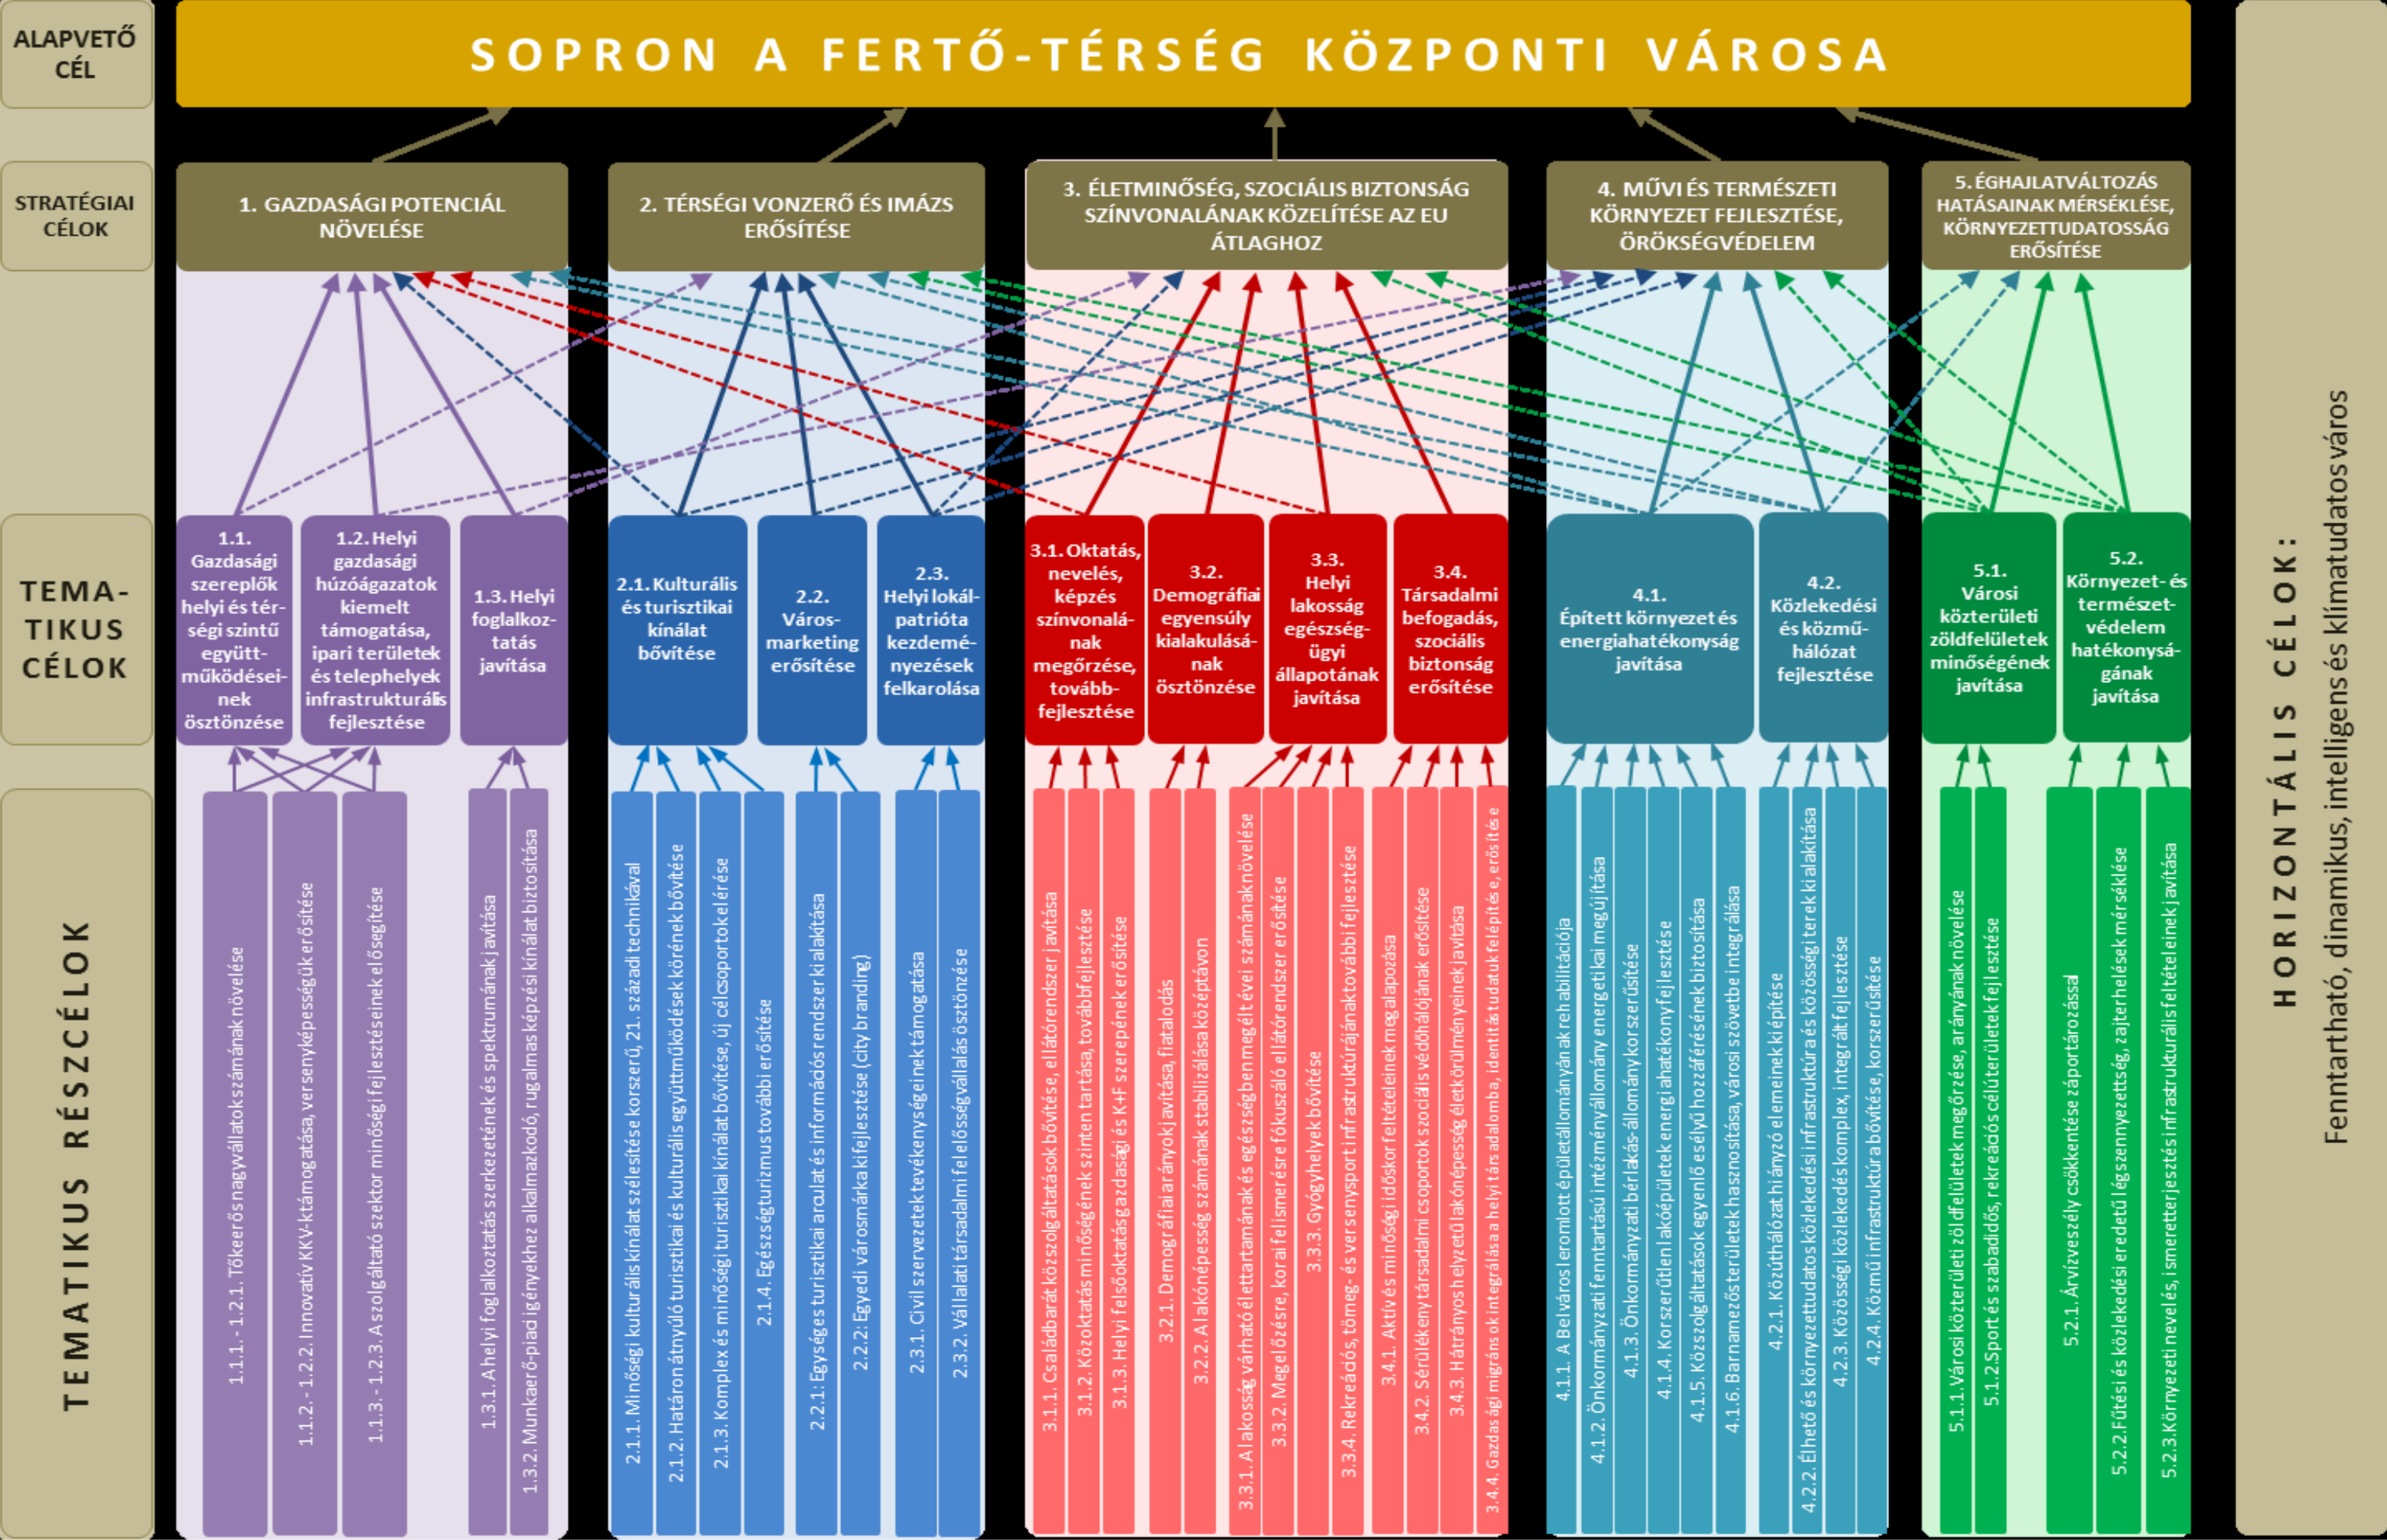 ALAPVETŐ
CÉL
SOPRON A FERTŐ-TÉRSÉG KÖZPONTI VÁROSA
STRATÉGIAI
CÉLOK
1. GAZDASÁGI POTENCIÁL
NÖVELÉSE
2. TÉRSÉGI VONZERŐ ÉS IMÁZS
ERŐSÍTÉSE
3. ÉLETMINŐSÉG, SZOCIÁLIS BIZTONSÁG
SZÍNVONALÁNAK KÖZELÍTÉSE AZ EU
ÁTLAGHOZ
4. MŰVI ÉS TERMÉSZETI
KÖRNYEZET FEJLESZTÉSE,
ÖRÖKSÉGVÉDELEM
5. ÉGHAJLATVÁLTOZÁS
HATÁSAINAK MÉRSÉKLÉSE,
KÖRNYEZETTUDATOSSÁG
ERŐSÍTÉSE
TEMA-
TIKUS
CÉLOK
1.1.
Gazdasági
szereplők
helyi és tér-
ségi szintű
együtt-
működései-
nek
ösztönzése
1.2. Helyi
gazdasági
húzóágazatok
kiemelt
támogatása,
ipari területek
és telephelyek
infrastrukturális
fejlesztése
1.3. Helyi
foglalkoz-
tatás
javítása
2.1. Kulturális
és turisztikai
kínálat
bővítése
2.2.
Város-
marketing
erősítése
2.3.
Helyi lokál-
patrióta
kezdemé-
nyezések
felkarolása
3.1. Oktatás,
nevelés,
képzés
színvonalá-
nak
megőrzése,
tovább-
fejlesztése
3.2.
Demográfiai
egyensúly
kialakulásá-
nak
ösztönzése
3.3.
Helyi
lakosság
egészség-
ügyi
állapotának
javítása
3.4.
Társadalmi
befogadás,
szociális
biztonság
erősítése
4.1.
Épített környezet és
energiahatékonyság
javítása
4.2.
Közlekedési
és közmű-
hálózat
fejlesztése
5.1.
Városi
közterületi
zöldfelületek
minőségének
javítása
5.2.
Környezet- és
természet-
védelem
hatékonysá-
gának
javítása
TEMATIKUS RÉSZCÉLOK
1.1.1. - 1.2.1. Tőkeerős nagyvállatok számának növelése
1.1.2. - 1.2.2. Innovatív KKV-k támogatása, versenyképességük erősítése
1.1.3. - 1.2.3. A szolgáltató szektor minőségi fejlesztéseinek elősegítése
1.3.1. A helyi foglalkoztatás szerkezetének és spektrumának javítása
1.3.2. Munkaerő-piaci igényekhez alkalmazkodó, rugalmas képzési kínálat biztosítása
2.1.1. Minőségi kulturális kínálat szélesítése korszerű, 21. századi technikával
2.1.2. Határon átnyúló turisztikai és kulturális együttműködések körének bővítése
2.1.3. Komplex és minőségi turisztikai kínálat bővítése, új célcsoportok elérése
2.1.4. Egészségturizmus további erősítése
2.2.1: Egységes turisztikai arculat és információs rendszer kialakítása
2.2.2: Egyedi városmárka kifejlesztése (city branding)
2.3.1. Civil szervezetek tevékenységeinek támogatása
2.3.2. Vállalati társadalmi felelősségvállalás ösztönzése
3.1.1. Családbarát közszolgáltatások bővítése, ellátórendszer javítása
3.1.2. Közoktatás minőségének szinten tartása, továbbfejlesztése
3.1.3. Helyi felsőoktatás gazdasági és K+F szerepének erősítése
3.2.1. Demográfiai arányok javítása, fiatalodás
3.2.2. A lakónépesség számának stabilizálása középtávon
3.3.1. A lakosság várható élettartamának és egészségben megélt évei számának növelése
3.3.2. Megelőzésre, korai felismerésre fókuszáló ellátórendszer erősítése
3.3.3. Gyógyhelyek bővítése
3.3.4. Rekreádós, tömeg- és versenysport infrastruktúrájának további fejlesztése
3.4.1. Aktív és minőségi időskor feltételeinek megalapozása
3.4.2. Sérülékeny társadalmi csoportok szociális védőhálójának erősítése
3.4.3. Hátrányos helyzetű lakónépesség életkörülményeinek javítása
3.4.4. Gazdasági migránsok integrálása a helyi társadalomba, identitástudatuk felépítése, erősítése
4.1.1. A Belváros leromlott épületállományának rehabilitációja
4.1.2. Önkormányzati fenntartású intézményállomány energetikai megújítása
4.1.3. Önkormányzati bérlakás-állomány korszerűsítése
4.1.4. Korszerűtlen lakóépületek energiahatékony fejlesztése
4.1.5. Közszolgáltatások egyenlő esélyű hozzáférésének biztosítása
4.1.6. Barnamezős területek hasznosítása, városi szövetbe integrálása
4.2.1. Közúthálózat hiányzó elemeinek kiépítése
4.2.2. Élhető és környezettudatos közlekedési infrastruktúra és közösségi terek kialakítása
4.2.3. Közösségi közlekedés komplex, integrált fejlesztése
4.2.4. Közmű infrastruktúra bővítése, korszerűsítése
5.1.1. Városi közterületi zöldfelületek megőrzése, arányának növelése
5.1.2. Sport és szabadidős, rekreációs célúterületek fejlesztése
5.2.1. Árvízveszély csökkentése záportározással
5.2.2. Fűtési és közlekedési eredetű légszennyezettség, zajterhelések mérséklése
5.2.3. Környezeti nevelés, ismeretterjesztés infrastrukturális feltételeinek javítása
HORIZONTÁLIS CÉLOK:
Fenntartható, dinamikus, intelligens és klímatudatos város